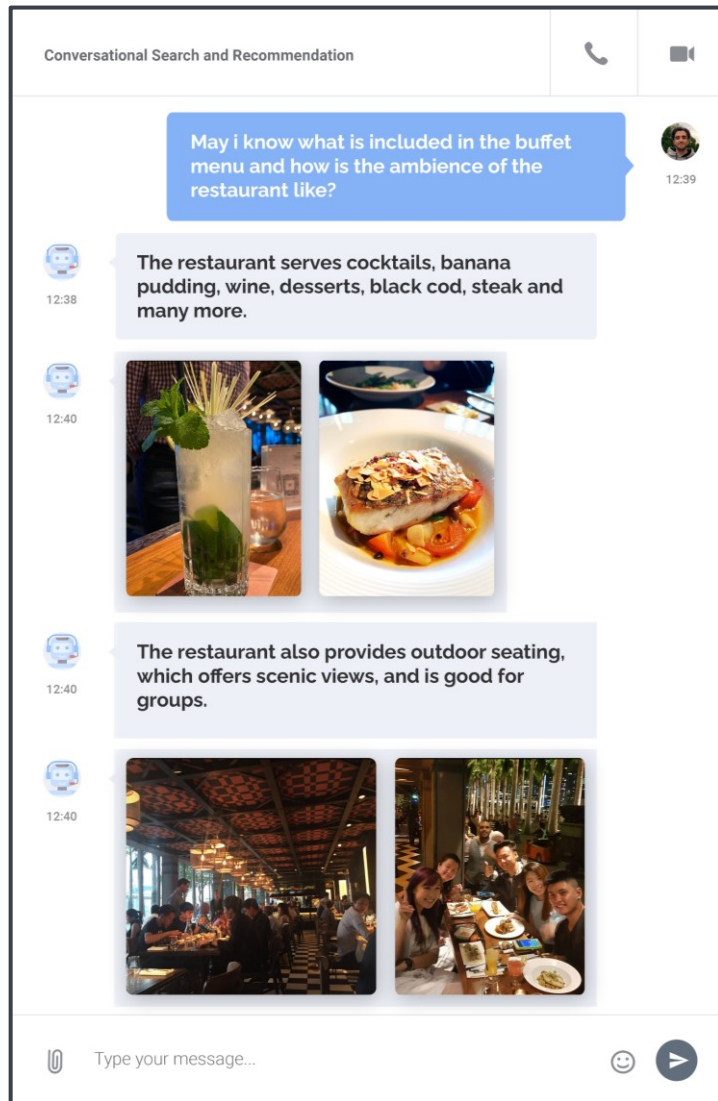 Conversational Search and Recommendation
May i know what is included in the buffet
menu and how is the ambience of the
restaurant like?
12:39
The restaurant serves cocktails, banana
pudding, wine, desserts, black cod, steak and
many more.
12:38
12:40
The restaurant also provides outdoor seating,
which offers scenic views, and is good for
groups.
12:40
12:40
Type your message...